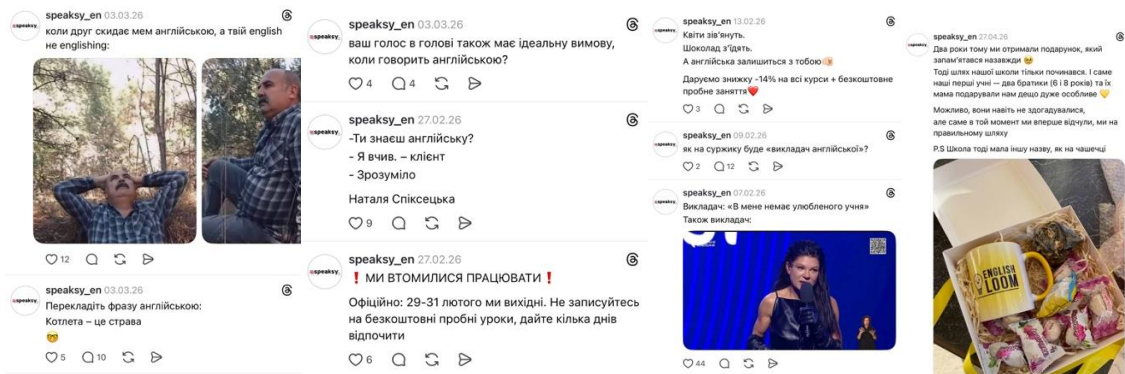 speaksy_en 03.03.26
коли друг скидає мем англійською, а твій english
не englishing:
12
speaksy_en 03.03.26
Перекладіть фразу англійською:
Котлета – це страва
5 10
speaksy_en 03.03.26
ваш голос в голові також має ідеальну вимову,
коли говорить англійською?
4 4
speaksy_en 27.02.26
-Ти знаєш англійську?
- Я вчив. – клієнт
- Зрозуміло
Наталя Спіксецька
9
speaksy_en 27.02.26
❗ МИ ВТОМИЛИСЯ ПРАЦЮВАТИ ❗
Офіційно: 29-31 лютого ми вихідні. Не записуйтесь
на безкоштовні пробні уроки, дайте кілька днів
відпочити
6
speaksy_en 13.02.26
Квіти зів'януть.
Шоколад з'їдять.
А англійська залишиться з тобою
Даруємо знижку -14% на всі курси + безкоштовне
пробне заняття❤️
3
speaksy_en 09.02.26
як на суржику буде «викладач англійської»?
2 12
speaksy_en 07.02.26
Викладач: «В мене немає улюбленого учня»
Також викладач:
44
speaksy_en 27.04.26
Два роки тому ми отримали подарунок, який
запам'ятався назавжди
Тоді шлях нашої школи тільки починався. І саме
наші перші учні — два братики (6 і 8 років) та їх
мама подарували нам дещо дуже особливе 💛
Можливо, вони навіть не здогадувалися,
але саме в той момент ми вперше відчули, ми на
правильному шляху
P.S Школа тоді мала іншу назву, як на чашечці
ENGLISH
LOOM